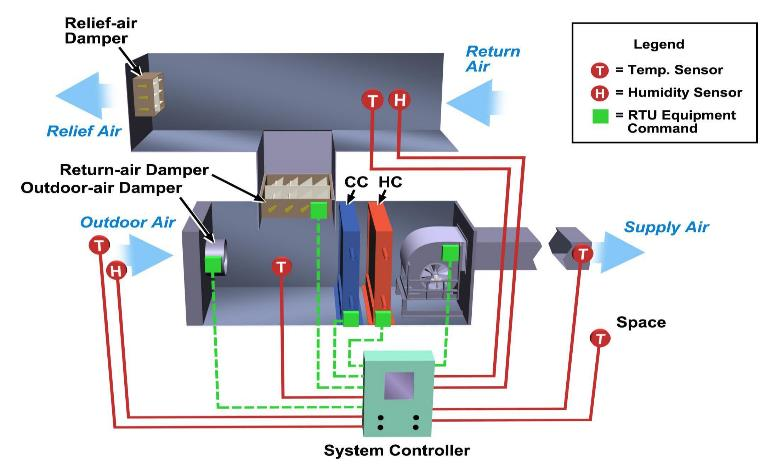 Relief-air
Damper
Return
Air
Legend
T = Temp. Sensor
H = Humidity Sensor
= RTU Equipment
Command
T H
Relief Air
Return-air Damper
Outdoor-air Damper
CC HC
Outdoor Air
Supply Air
T
H
T
T
Space
T
System Controller